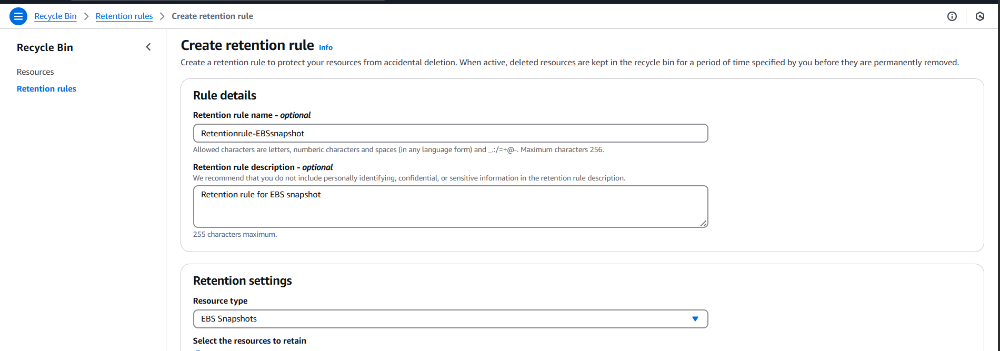 Recycle Bin > Retention rules > Create retention rule
Recycle Bin
Resources
Retention rules
Create retention rule Info
Create a retention rule to protect your resources from accidental deletion. When active, deleted resources are kept in the recycle bin for a period of time specified by you before they are permanently removed.
Rule details
Retention rule name - optional
Retentionrule-EBSsnapshot
Allowed characters are letters, numberic characters and spaces (in any language form) and _.:/=+@-. Maximum characters 256.
Retention rule description - optional
We recommend that you do not include personally identifying, confidential, or sensitive information in the retention rule description.
Retention rule for EBS snapshot
255 characters maximum.
Retention settings
Resource type
EBS Snapshots
Select the resources to retain